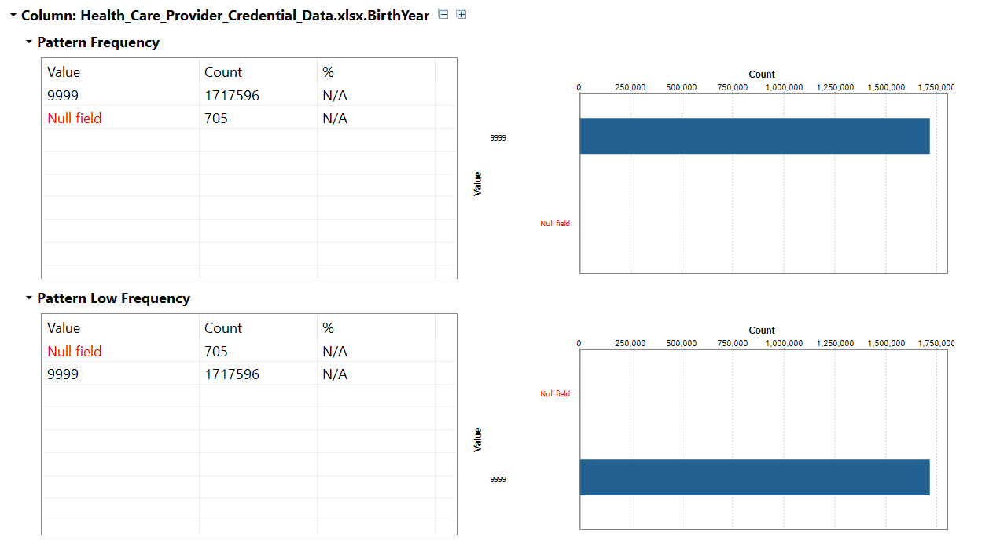 Column: Health_Care_Provider_Credential_Data.xlsx.BirthYear
Pattern Frequency
Value Count %
9999 1717596 N/A
Null field 705 N/A
Count
0 250,000 500,000 750,000 1,000,000 1,250,000 1,500,000 1,750,000
9999
Value
Null field
Pattern Low Frequency
Value Count %
Null field 705 N/A
9999 1717596 N/A
Count
0 250,000 500,000 750,000 1,000,000 1,250,000 1,500,000 1,750,000
Null field
Value
9999